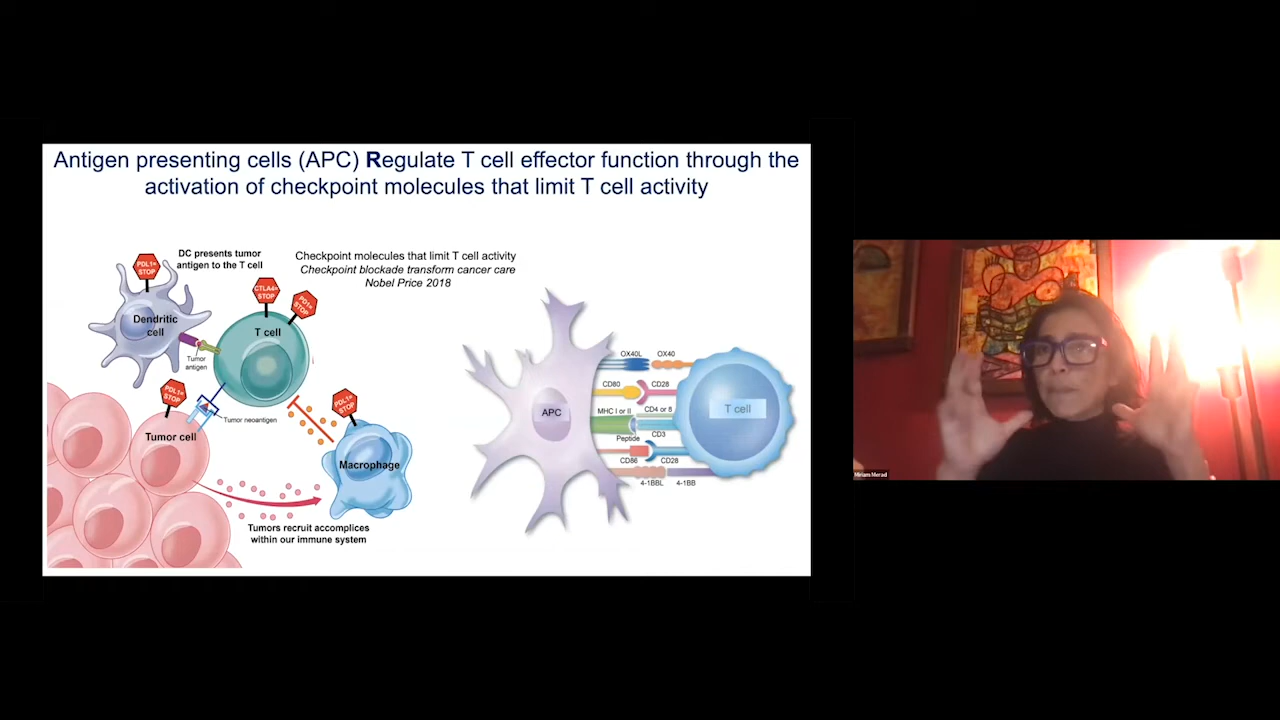 Antigen presenting cells (APC) Regulate T cell effector function through the
activation of checkpoint molecules that limit T cell activity
DC presents tumor
antigen to the T cell
Checkpoint molecules that limit T cell activity
Checkpoint blockade transform cancer care
Nobel Price 2018
PDL1=
STOP
CTLA4=
STOP
PD1=
STOP
Dendritic
cell
T cell
Tumor
antigen
PDL1=
STOP
Tumor neoantigen
Tumor cell
PDL1=
STOP
Macrophage
Tumors recruit accomplices
within our immune system
APC
OX40L OX40
CD80 CD28
MHC I or II CD4 or 8
Peptide CD3
CD86 CD28
4-1BBL 4-1BB
T cell
Miriam Merad